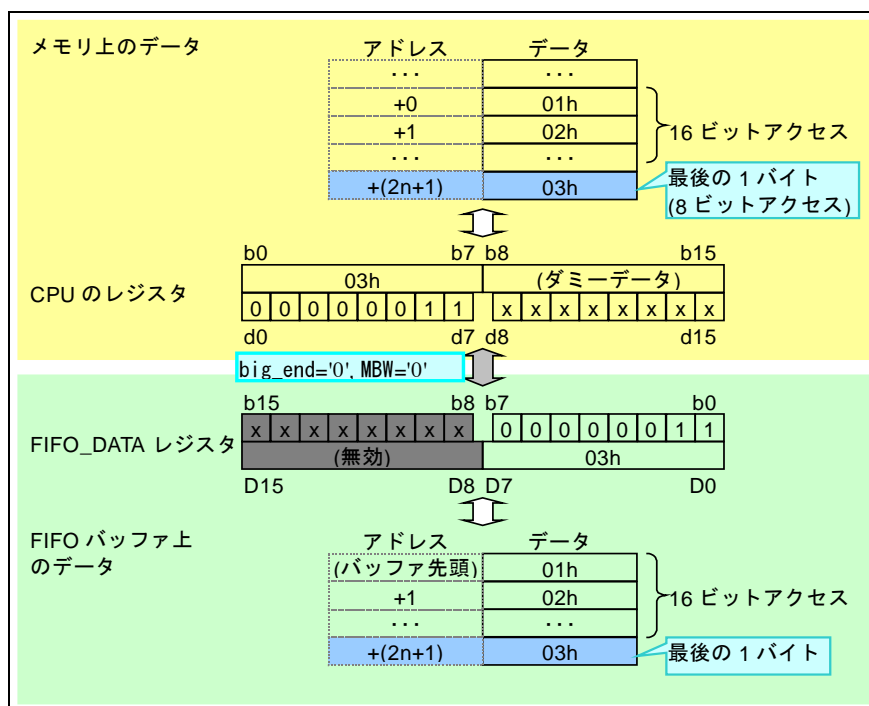 メモリ上のデータ
アドレス データ
... ...
+0 01h
+1 02h
... ...
+(2n+1) 03h
16 ビットアクセス
最後の 1 バイト
(8 ビットアクセス)
b0 b7 b8 b15
CPU のレジスタ
03h (ダミーデータ)
0 0 0 0 0 0 1 1 x x x x x x x x
d0 d7 d8 d15
big_end='0', MBW='0'
b15 b8 b7 b0
FIFO_DATA レジスタ
x x x x x x x x 0 0 0 0 0 0 1 1
(無効) 03h
D15 D8 D7 D0
FIFO バッファ上
のデータ
アドレス データ
(バッファ先頭) 01h
+1 02h
... ...
+(2n+1) 03h
16 ビットアクセス
最後の 1 バイト